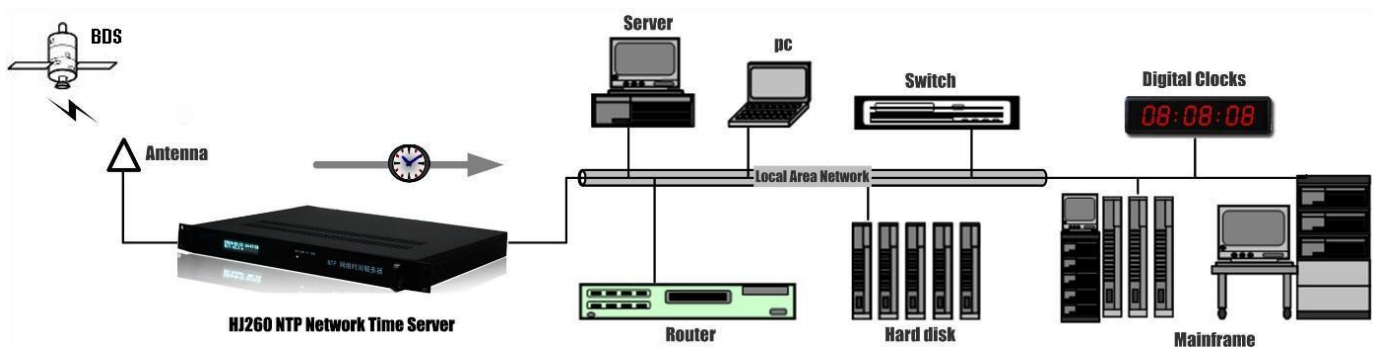 BDS
Server
pc
Switch
Digital Clocks
08:08:08
Antenna
Local Area Network
NTP 网络时间服务器
HJ260 NTP Network Time Server
Router
Hard disk
Mainframe